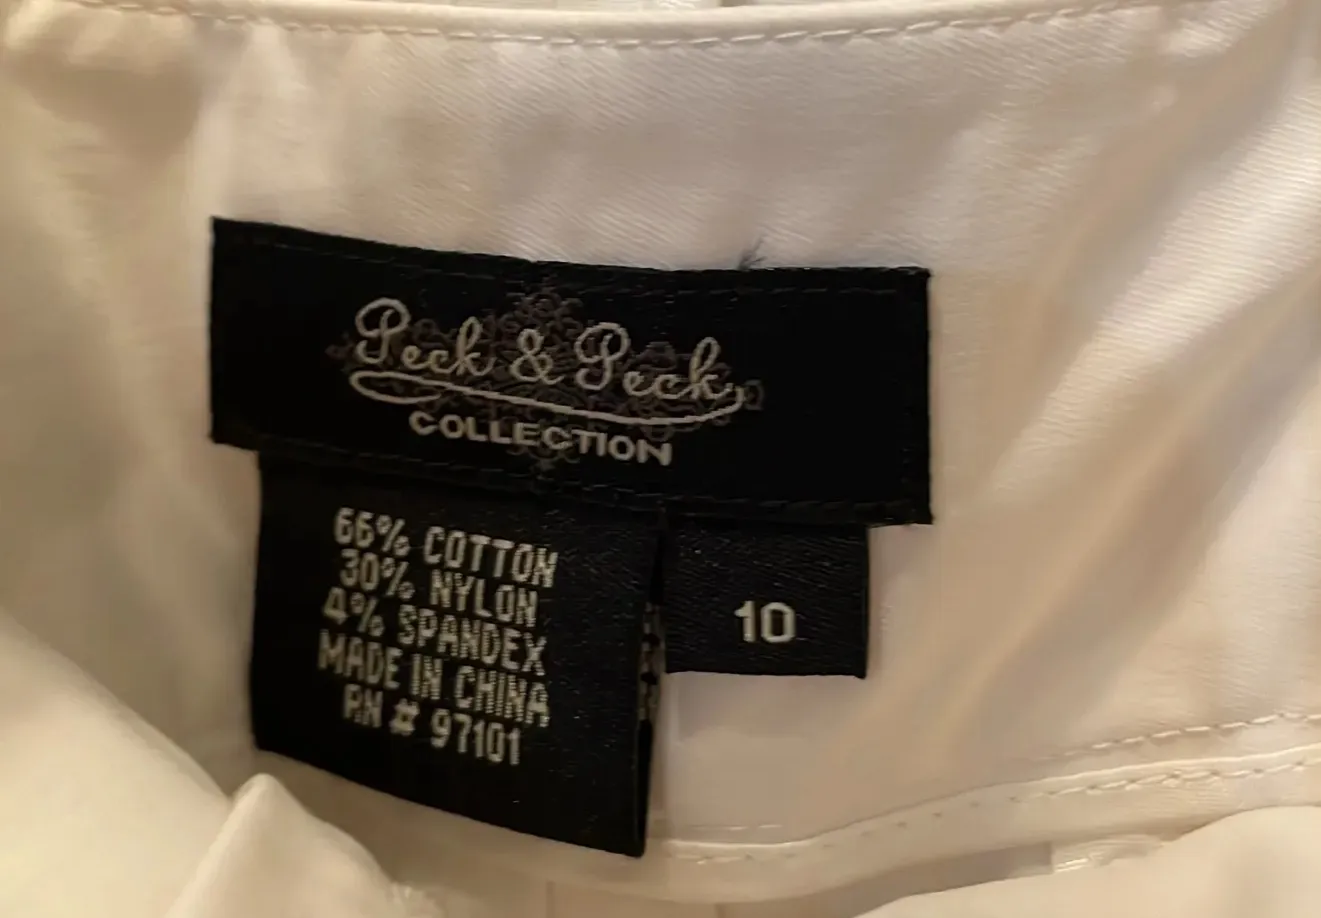 Peck & Peck
COLLECTION
66% COTTON
30% NYLON
4% SPANDEX
MADE IN CHINA
RN # 97101
10